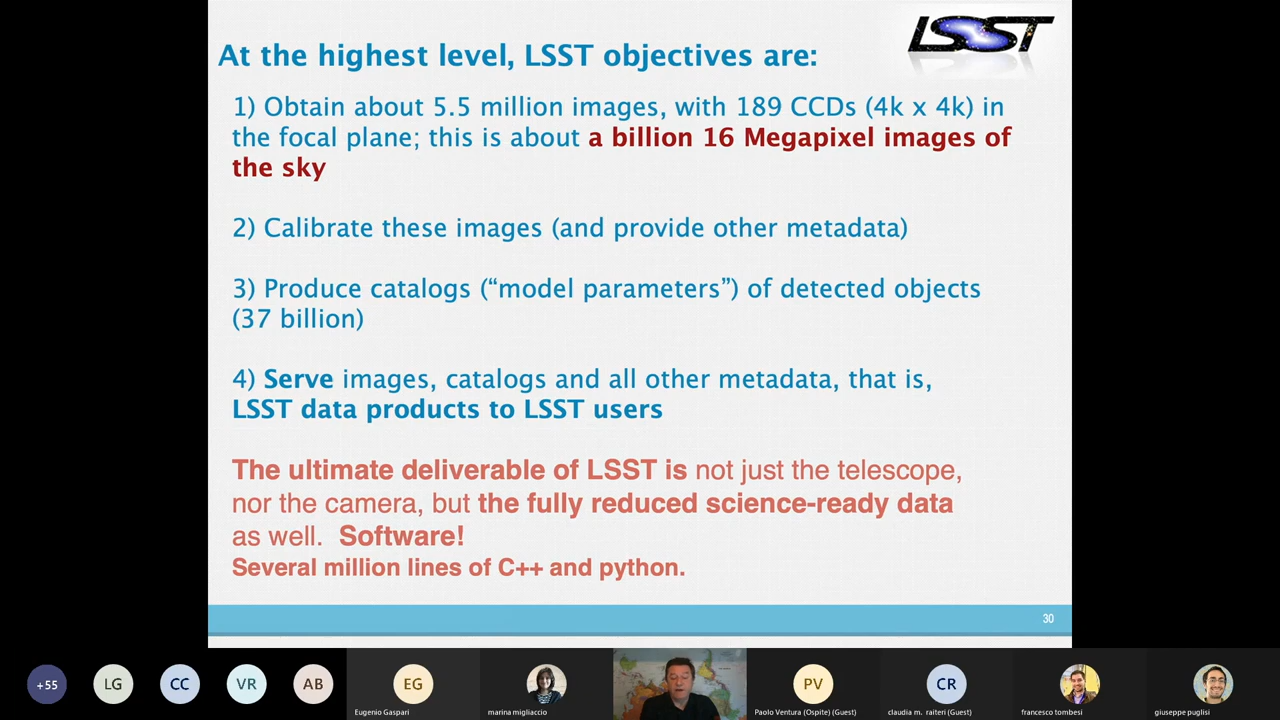 LSST
At the highest level, LSST objectives are:
1) Obtain about 5.5 million images, with 189 CCDs (4k x 4k) in
the focal plane; this is about a billion 16 Megapixel images of
the sky
2) Calibrate these images (and provide other metadata)
3) Produce catalogs (“model parameters”) of detected objects
(37 billion)
4) Serve images, catalogs and all other metadata, that is,
LSST data products to LSST users
The ultimate deliverable of LSST is not just the telescope,
nor the camera, but the fully reduced science-ready data
as well. Software!
Several million lines of C++ and python.
30
+55
LG
CC
VR
AB
EG
PV
CR
Eugenio Gaspari
marina migliaccio
Paolo Ventura (Ospite) (Guest)
claudia m. raiteri (Guest)
francesco tombesi
giuseppe puglisi